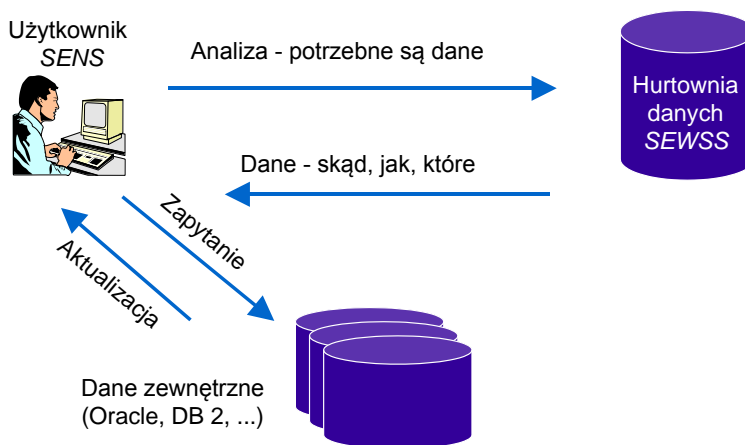 Użytkownik
SENS
Analiza - potrzebne są dane
Hurtownia
danych
SEWSS
Dane - skąd, jak, które
Zapytanie
Aktualizacja
Dane zewnętrzne
(Oracle, DB 2, ...)